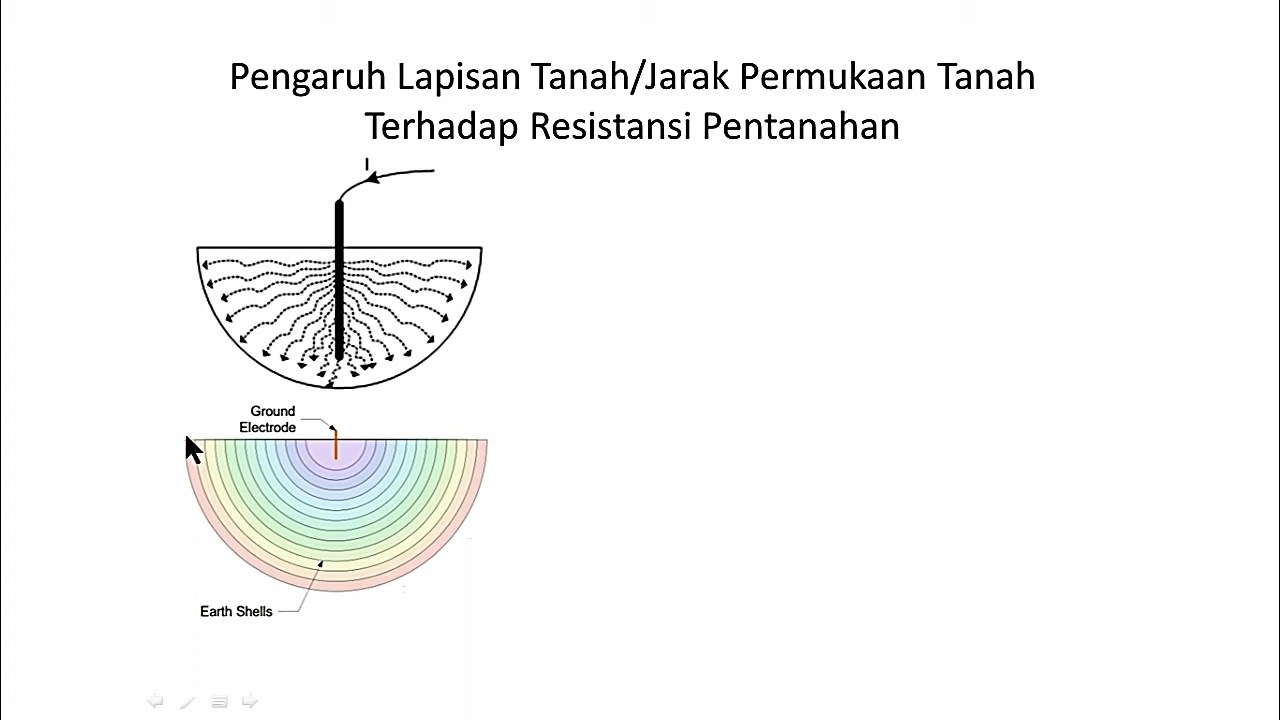 Pengaruh Lapisan Tanah/Jarak Permukaan Tanah
Terhadap Resistansi Pentanahan
I
Ground
Electrode
Earth Shells